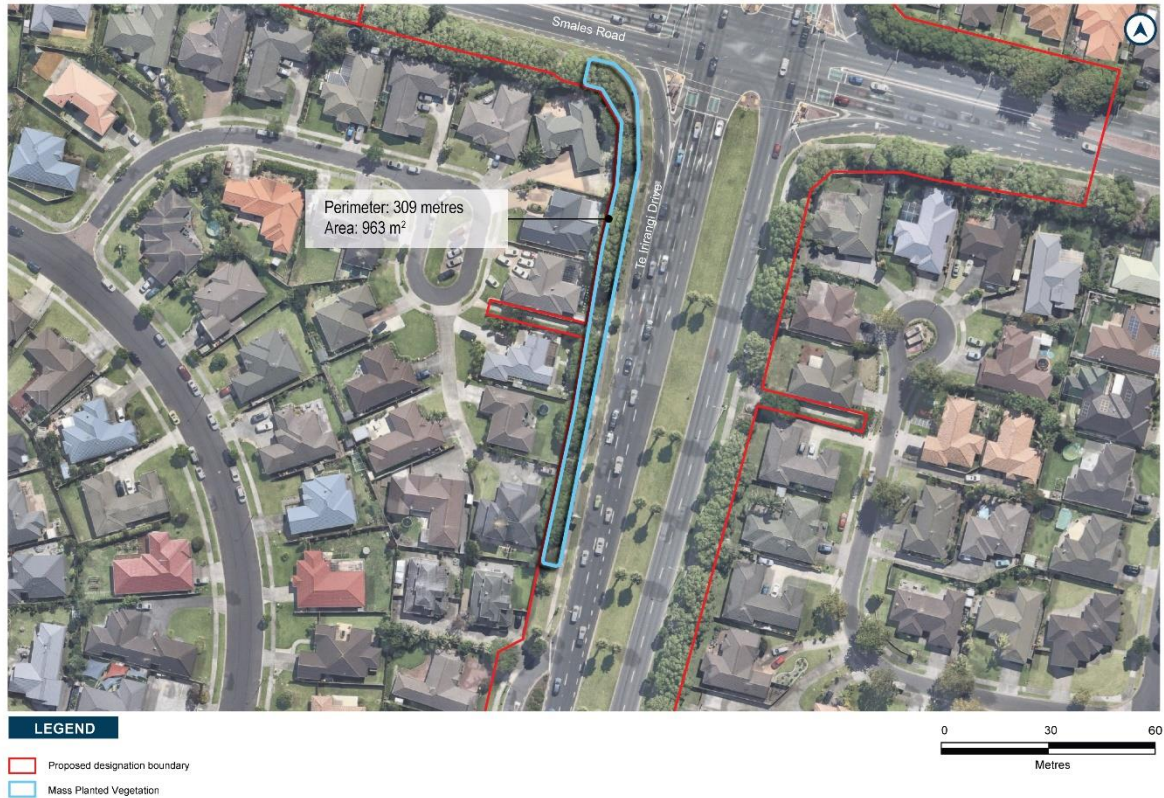 Smales Road
Perimeter: 309 metres
Area: 963 m²
Te Irirangi Drive
LEGEND
Proposed designation boundary
Mass Planted Vegetation
0 30 60
Metres